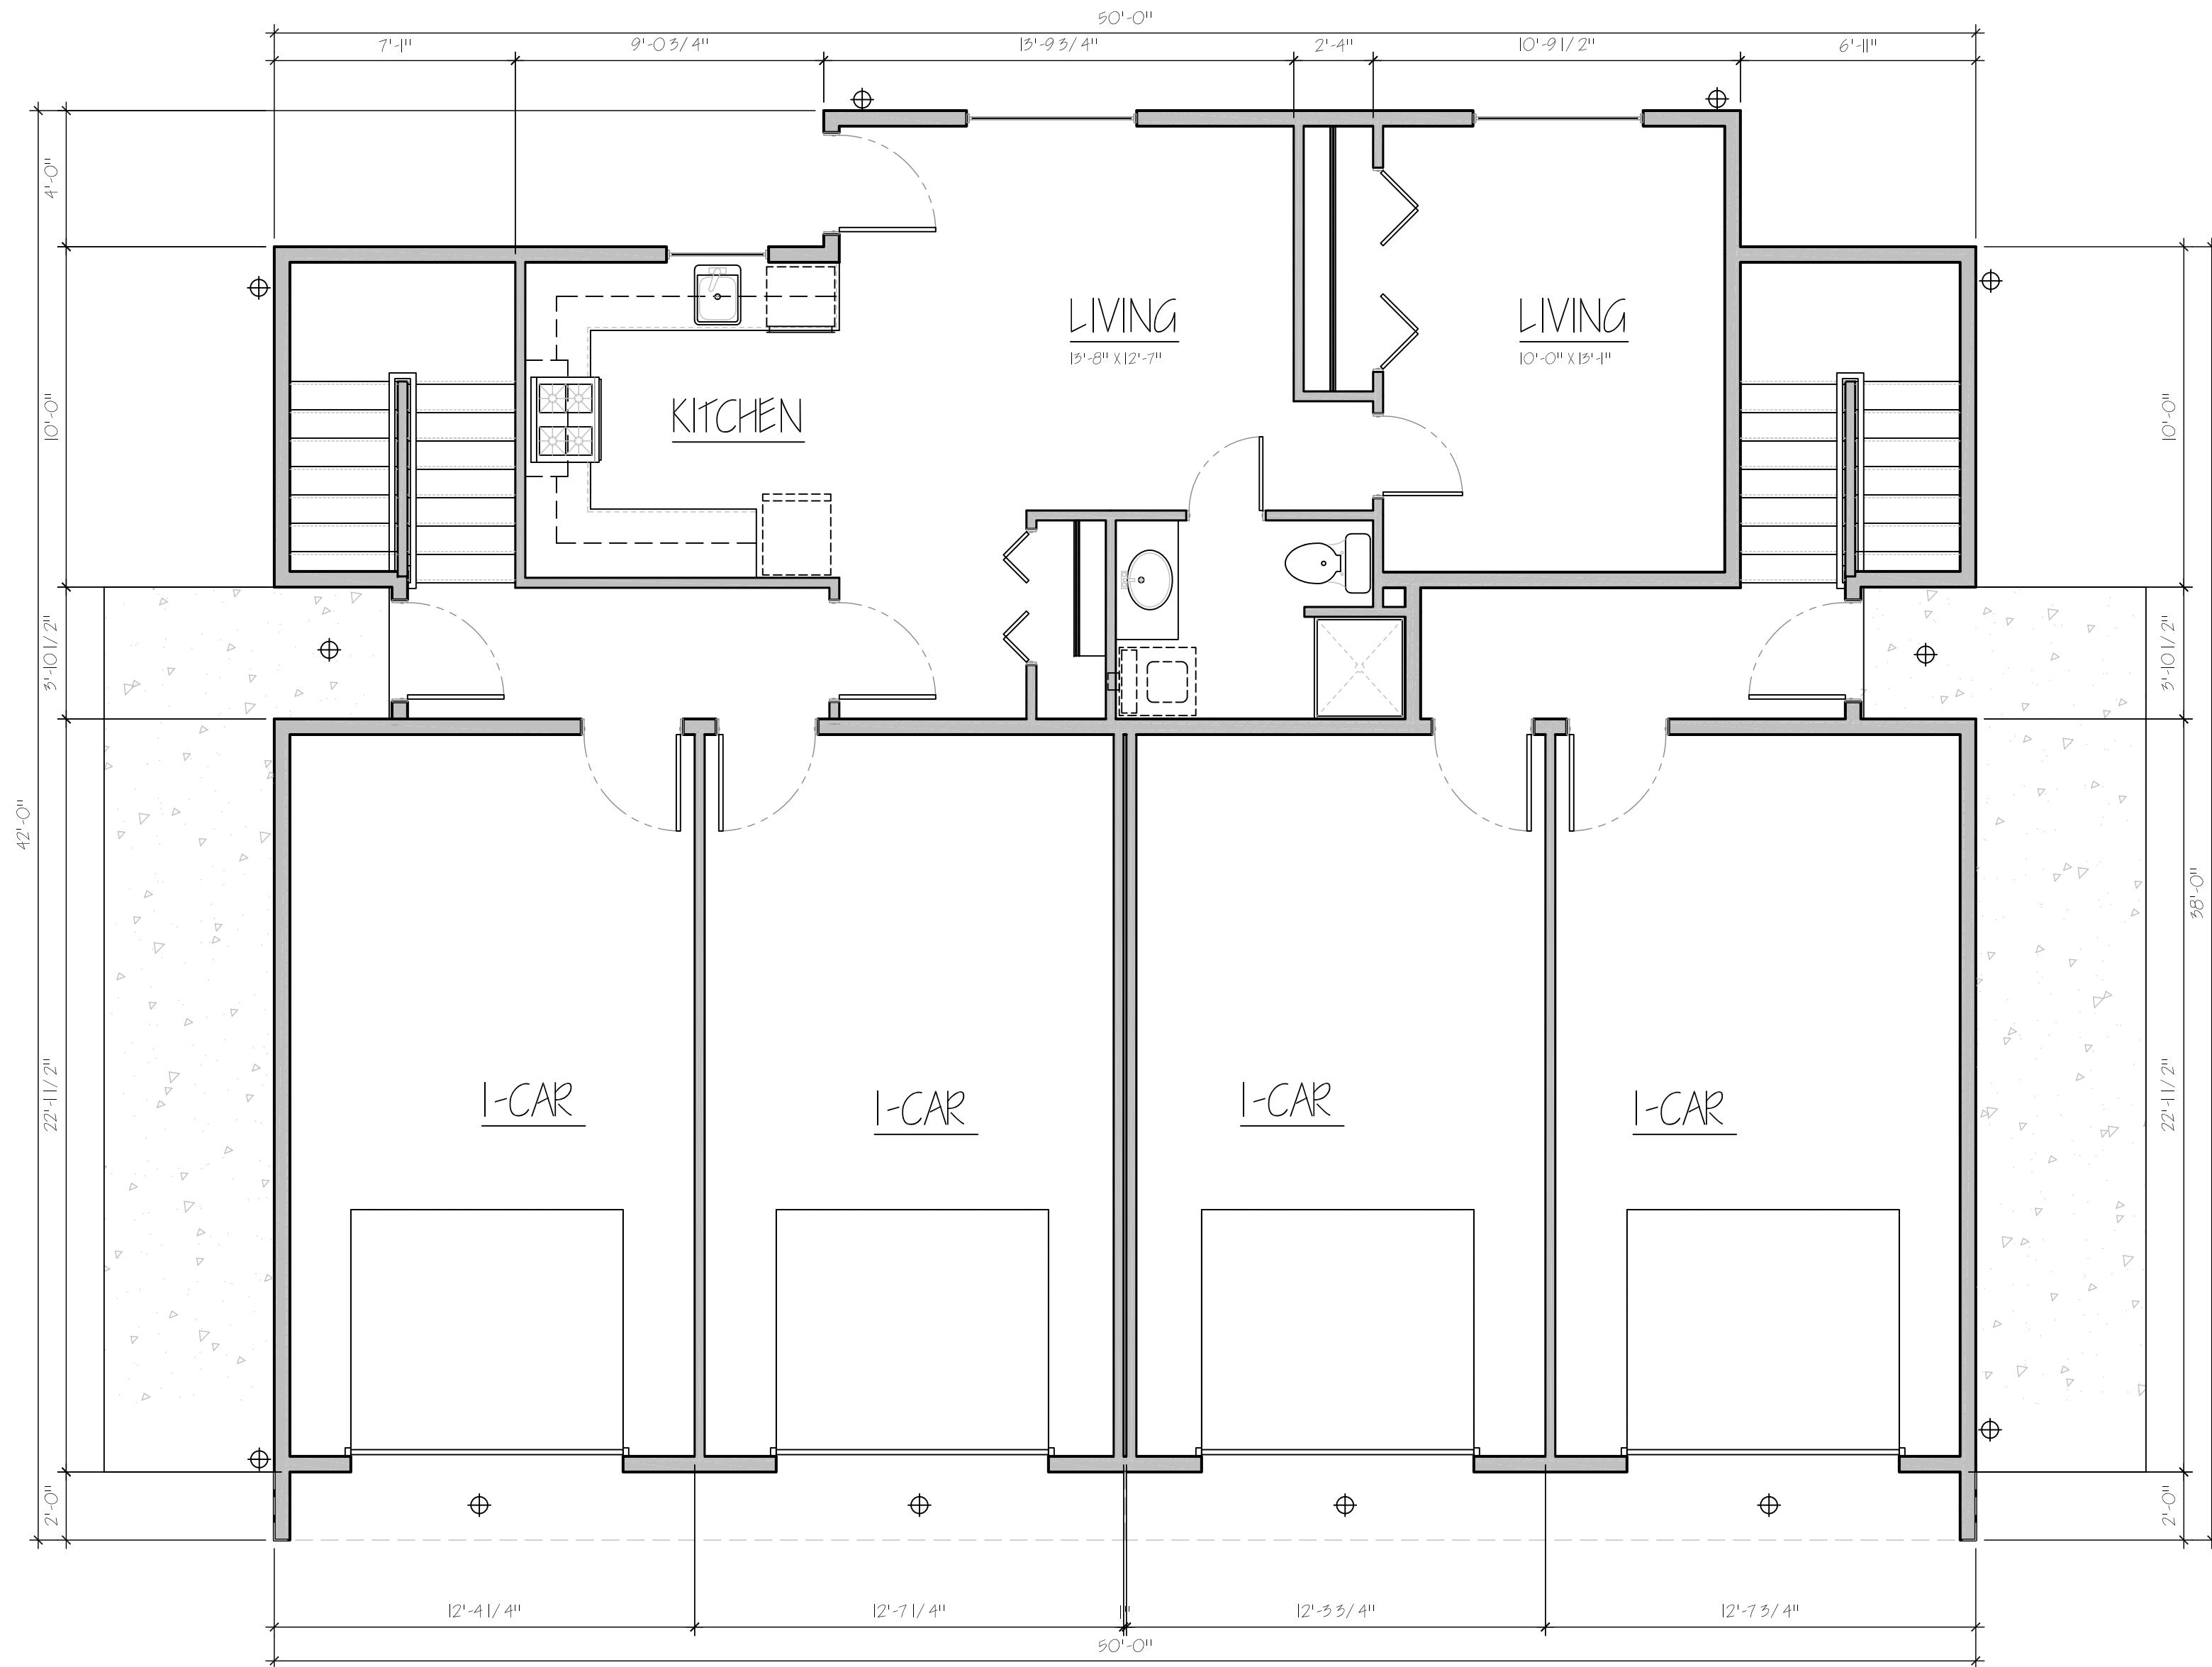 50'-0"
7'-1" 9'-0 3/4" 13'-9 3/4" 2'-4" 10'-9 1/2" 6'-11"
4'-0"
LIVING
13'-8" X 12'-7"
LIVING
10'-0" X 13'-1"
10'-0"
KITCHEN
10'-0"
3'-10 1/2"
3'-10 1/2"
42'-0"
38'-0"
22'-1 1/2"
1-CAR
1-CAR
1-CAR
1-CAR
22'-1 1/2"
2'-0"
2'-0"
12'-4 1/4" 12'-7 1/4" 1" 12'-3 3/4" 12'-7 3/4"
50'-0"